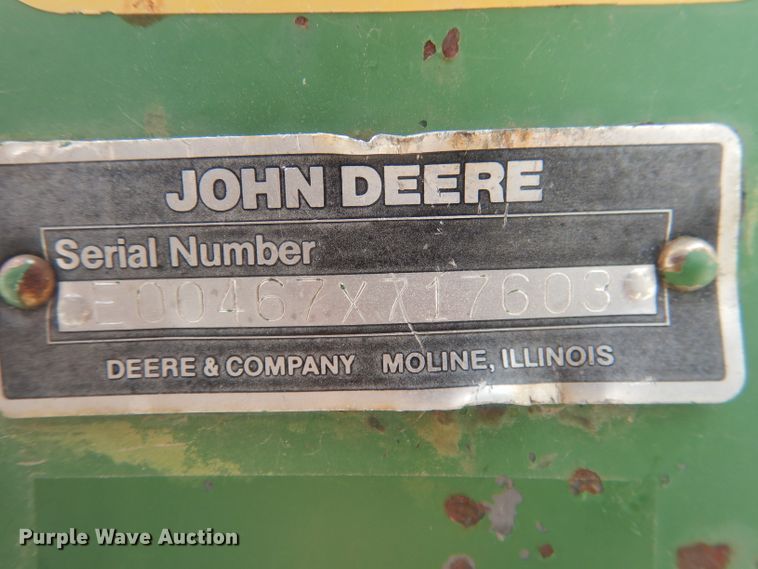 JOHN DEERE
Serial Number
E00467X717603
DEERE & COMPANY MOLINE, ILLINOIS
Purple Wave Auction